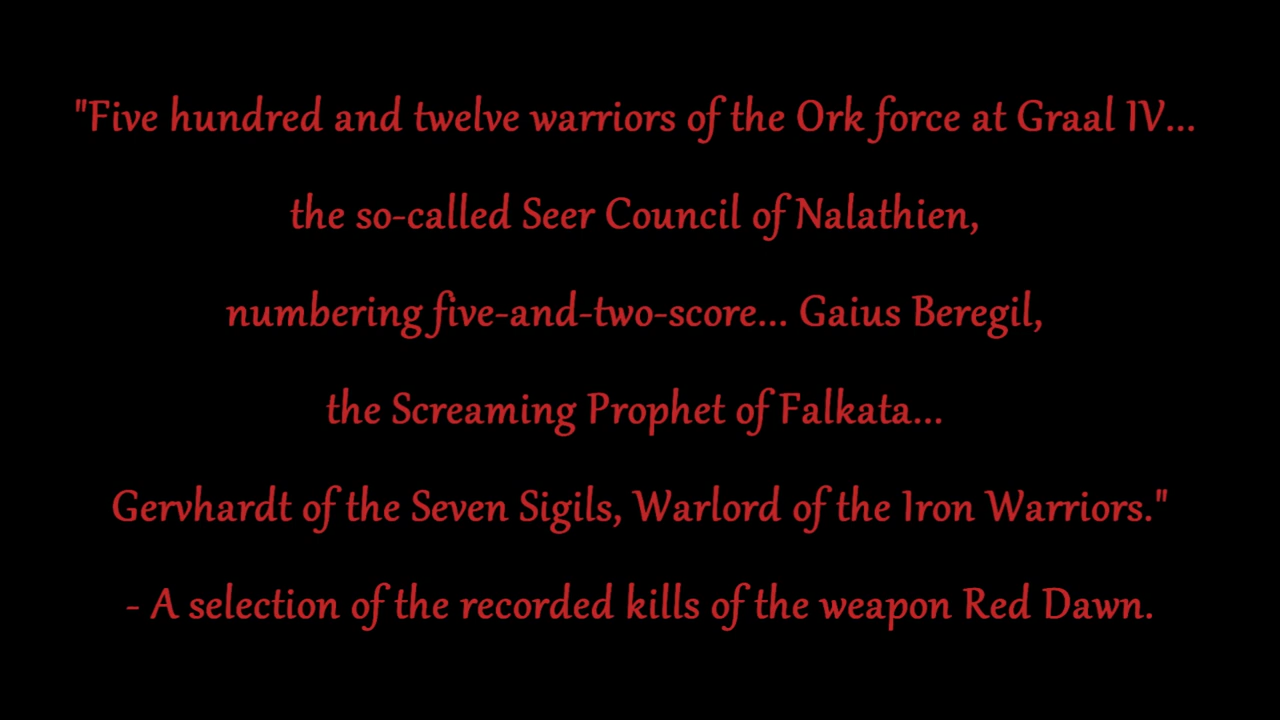 "Five hundred and twelve warriors of the Ork force at Graal IV...
the so-called Seer Council of Nalathien,
numbering five-and-two-score... Gaius Beregil,
the Screaming Prophet of Falkata...
Gervhardt of the Seven Sigils, Warlord of the Iron Warriors."
- A selection of the recorded kills of the weapon Red Dawn.